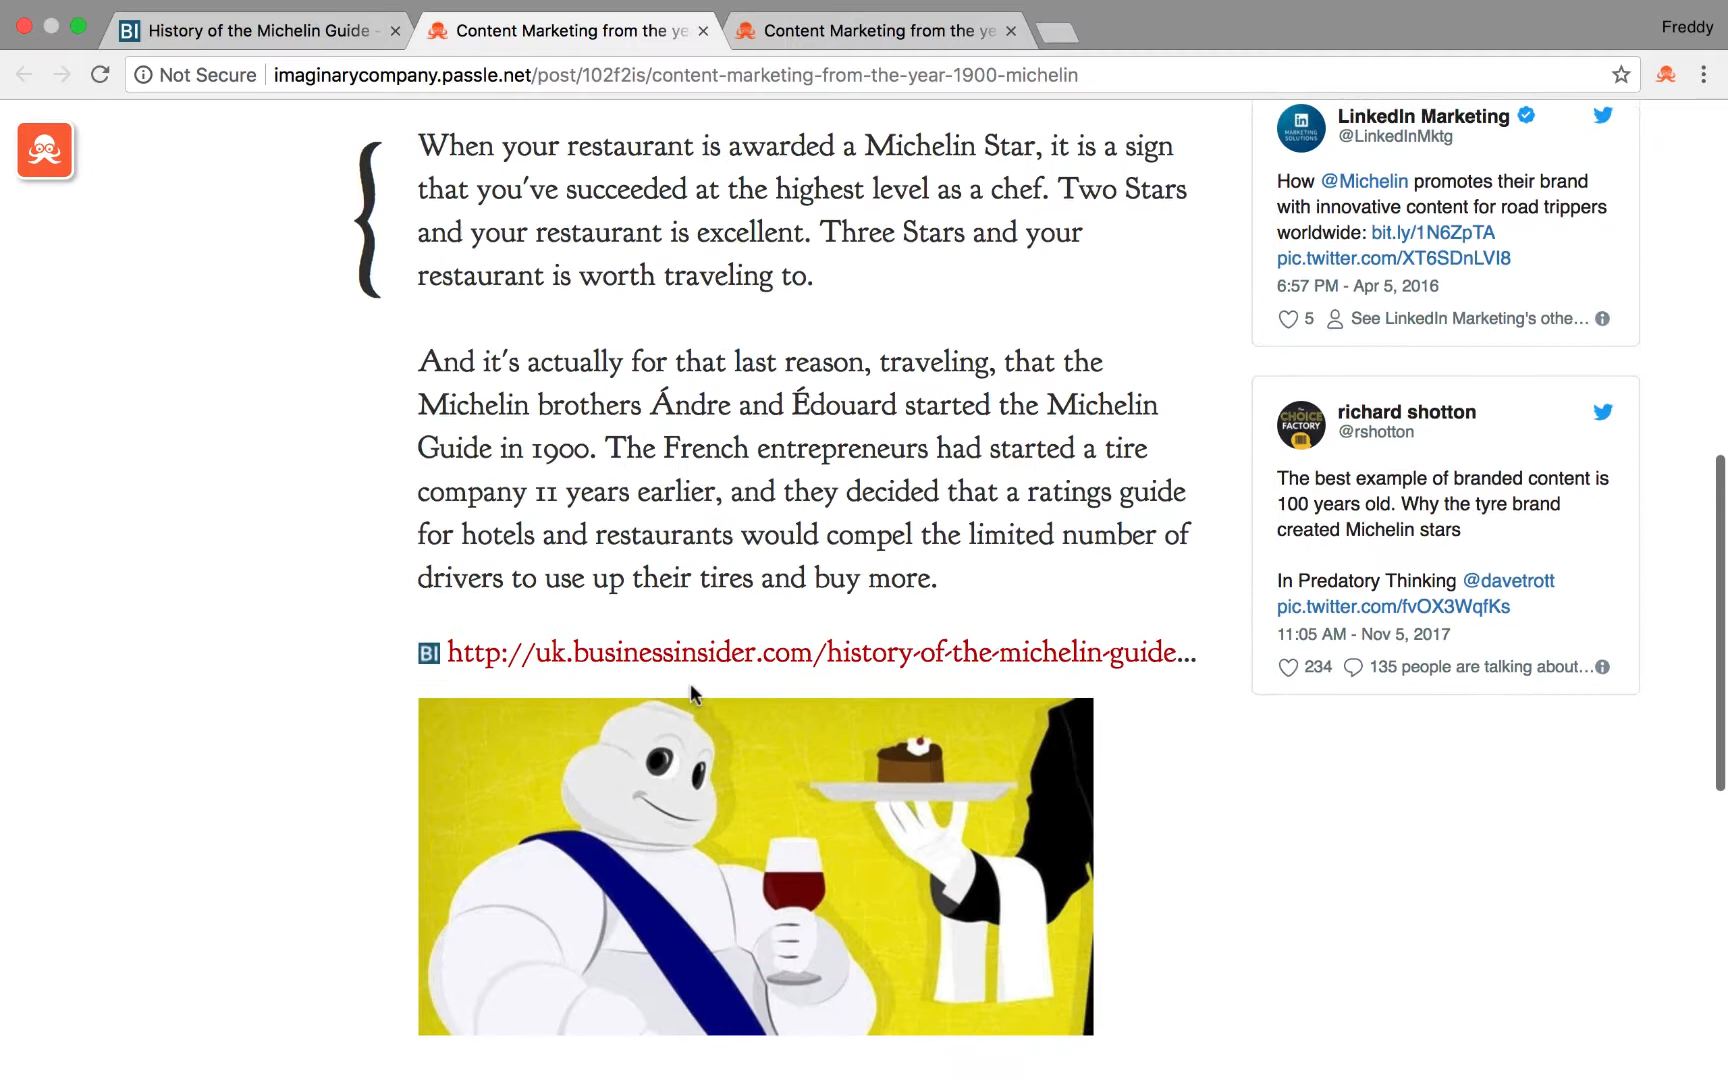 History of the Michelin Guide -
Content Marketing from the ye
Content Marketing from the ye
Freddy
Not Secure
imaginarycompany.passle.net/post/102f2is/content-marketing-from-the-year-1900-michelin
When your restaurant is awarded a Michelin Star, it is a sign
that you've succeeded at the highest level as a chef. Two Stars
and your restaurant is excellent. Three Stars and your
restaurant is worth traveling to.
And it's actually for that last reason, traveling, that the
Michelin brothers Ándre and Édouard started the Michelin
Guide in 1900. The French entrepreneurs had started a tire
company 11 years earlier, and they decided that a ratings guide
for hotels and restaurants would compel the limited number of
drivers to use up their tires and buy more.
BI http://uk.businessinsider.com/history-of-the-michelin-guide...
LinkedIn Marketing
@LinkedInMktg
How @Michelin promotes their brand
with innovative content for road trippers
worldwide: bit.ly/1N6ZpTA
pic.twitter.com/XT6SDnLVI8
6:57 PM - Apr 5, 2016
5 See LinkedIn Marketing's othe...
CHOICE
FACTORY
richard shotton
@rshotton
The best example of branded content is
100 years old. Why the tyre brand
created Michelin stars
In Predatory Thinking @davetrott
pic.twitter.com/fvOX3WqfKs
11:05 AM - Nov 5, 2017
234 135 people are talking about...